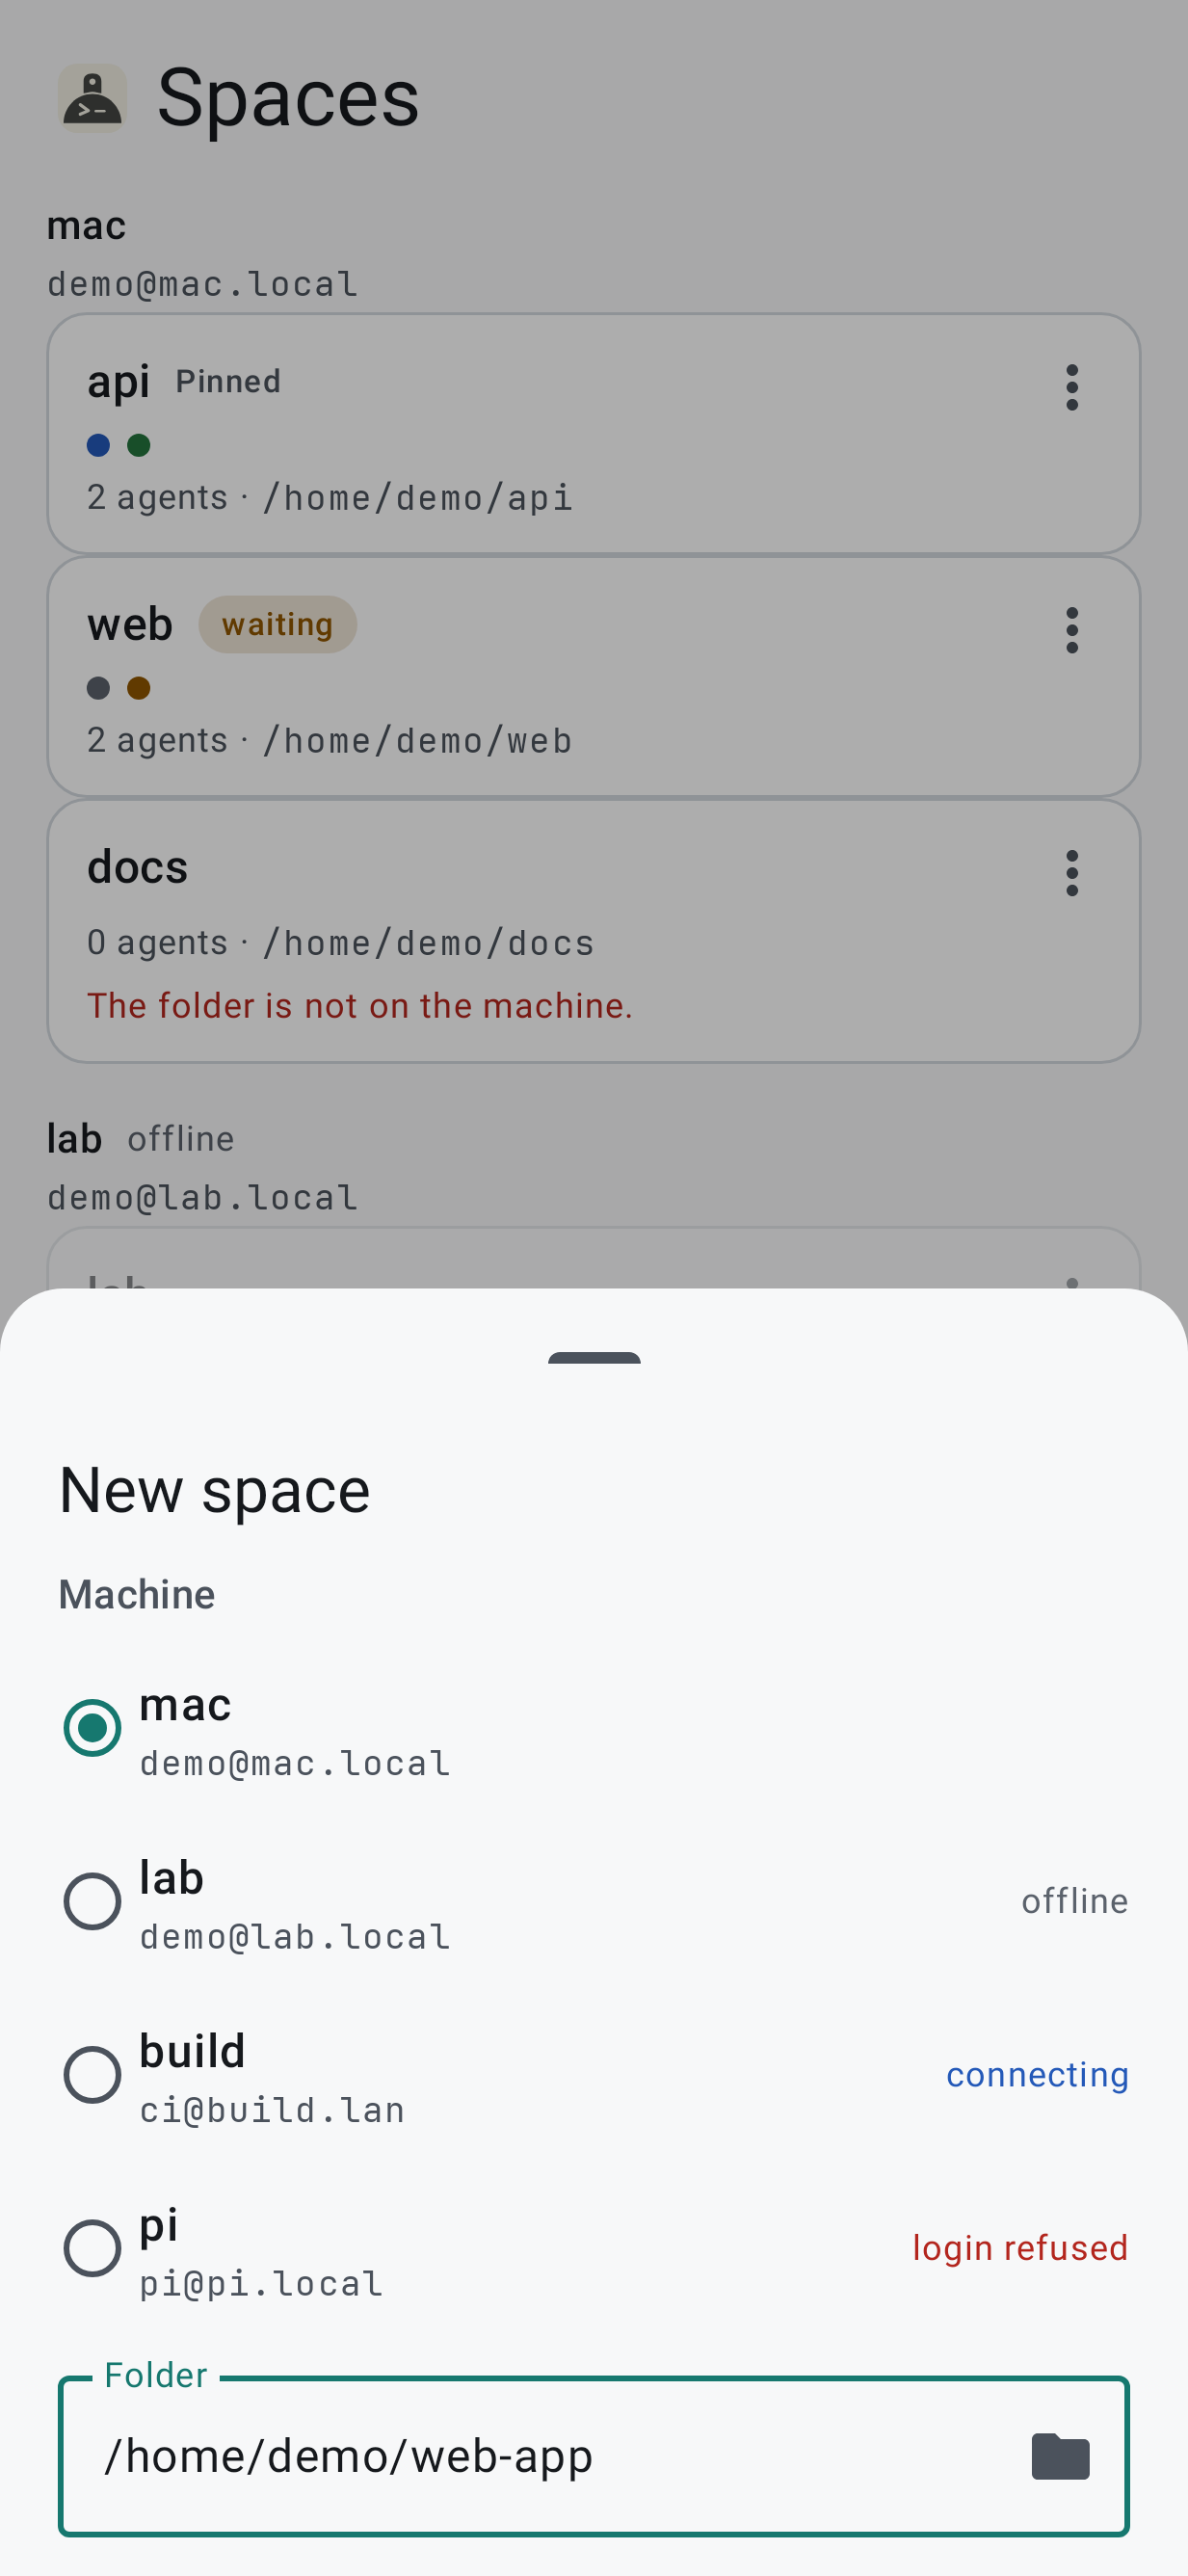 Spaces
mac
demo@mac.local
api Pinned
2 agents · /home/demo/api
web waiting
2 agents · /home/demo/web
docs
0 agents · /home/demo/docs
The folder is not on the machine.
lab offline
demo@lab.local
New space
Machine
mac
demo@mac.local
lab
demo@lab.local
offline
build
ci@build.lan
connecting
pi
pi@pi.local
login refused
Folder
/home/demo/web-app